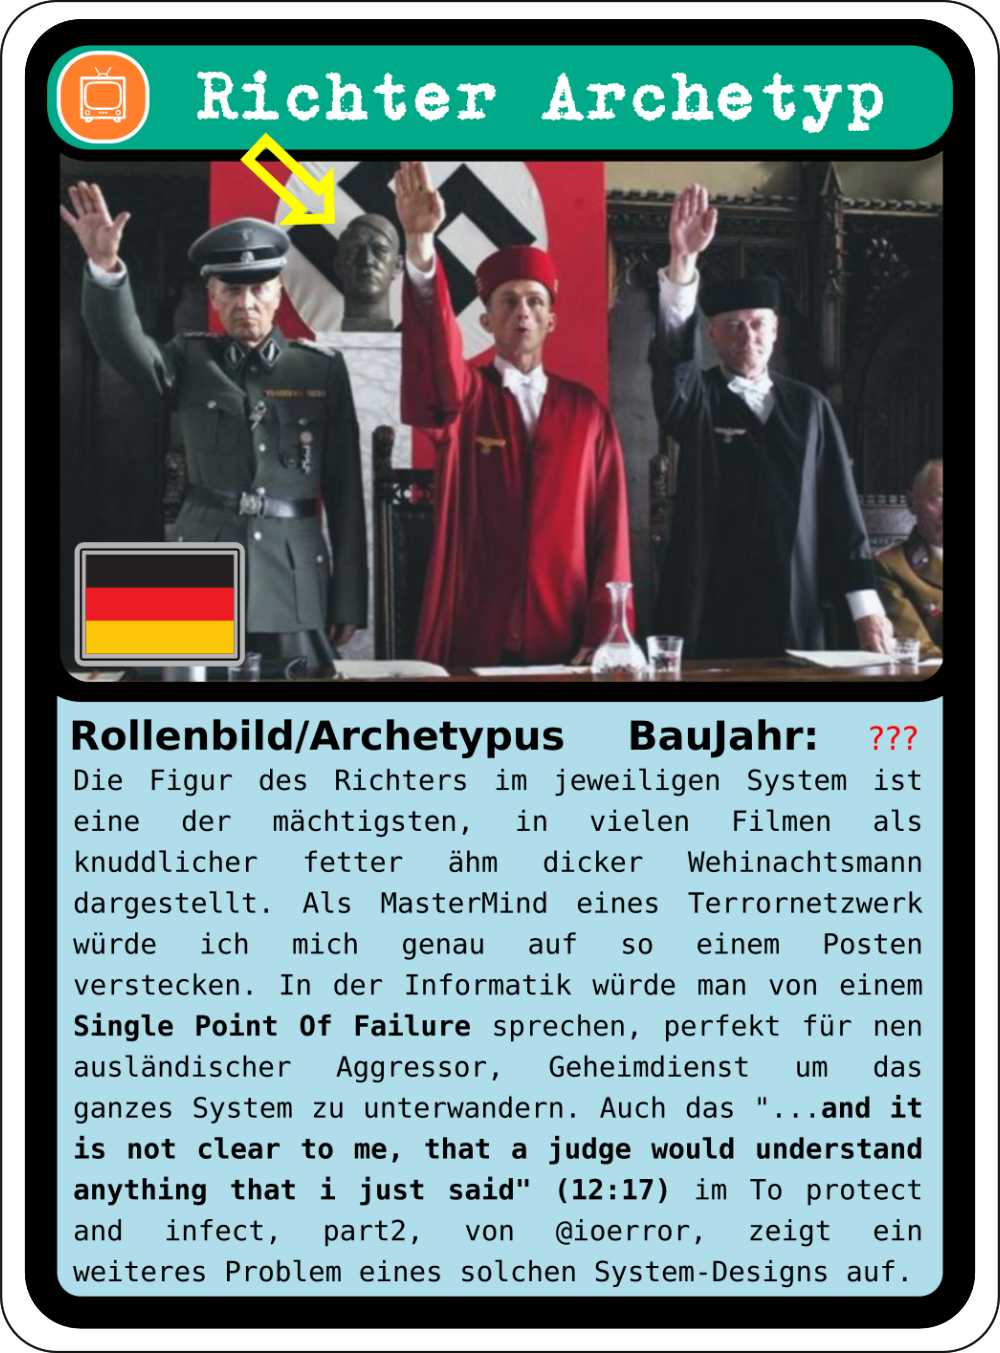 Richter Archetyp
Rollenbild/Archetypus BauJahr: ???
Die Figur des Richters im jeweiligen System ist
eine der mächtigsten, in vielen Filmen als
knuddlicher fetter ähm dicker Wehinachtsmann
dargestellt. Als MasterMind eines Terrornetzwerk
würde ich mich genau auf so einem Posten
verstecken. In der Informatik würde man von einem
Single Point Of Failure sprechen, perfekt für nen
ausländischer Aggressor, Geheimdienst um das
ganzes System zu unterwandern. Auch das "...and it
is not clear to me, that a judge would understand
anything that i just said" (12:17) im To protect
and infect, part2, von @ioerror, zeigt ein
weiteres Problem eines solchen System-Designs auf.